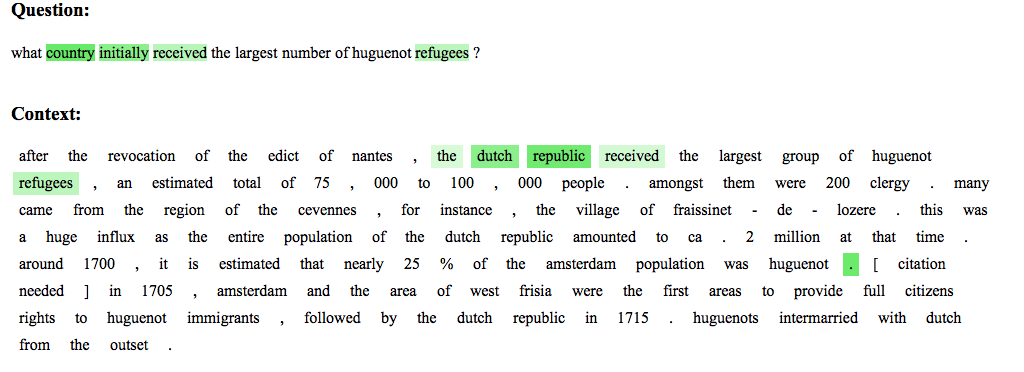 Question:
what country initially received the largest number of huguenot refugees ?
Context:
after the revocation of the edict of nantes , the dutch republic received the largest group of huguenot
refugees , an estimated total of 75 , 000 to 100 , 000 people . amongst them were 200 clergy . many
came from the region of the cevennes , for instance , the village of fraissinet - de - lozere . this was
a huge influx as the entire population of the dutch republic amounted to ca . 2 million at that time .
around 1700 , it is estimated that nearly 25 % of the amsterdam population was huguenot . [ citation
needed ] in 1705 , amsterdam and the area of west frisia were the first areas to provide full citizens
rights to huguenot immigrants , followed by the dutch republic in 1715 . huguenots intermarried with dutch
from the outset .